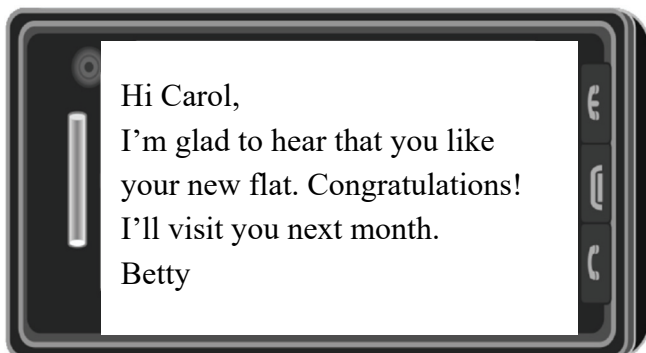 Hi Carol,
I’m glad to hear that you like
your new flat. Congratulations!
I’ll visit you next month.
Betty